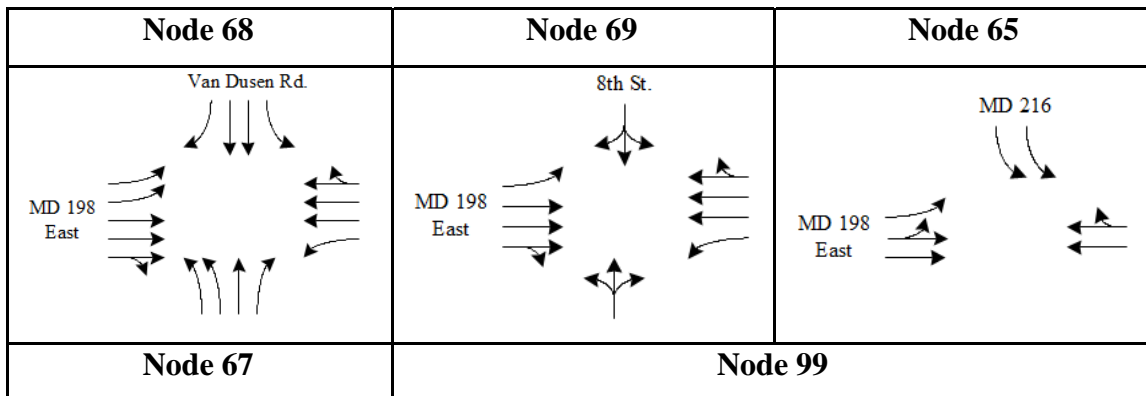 Node 68
Node 69
Node 65
Van Dusen Rd.
MD 198
East
8th St.
MD 198
East
MD 216
MD 198
East
Node 67
Node 99